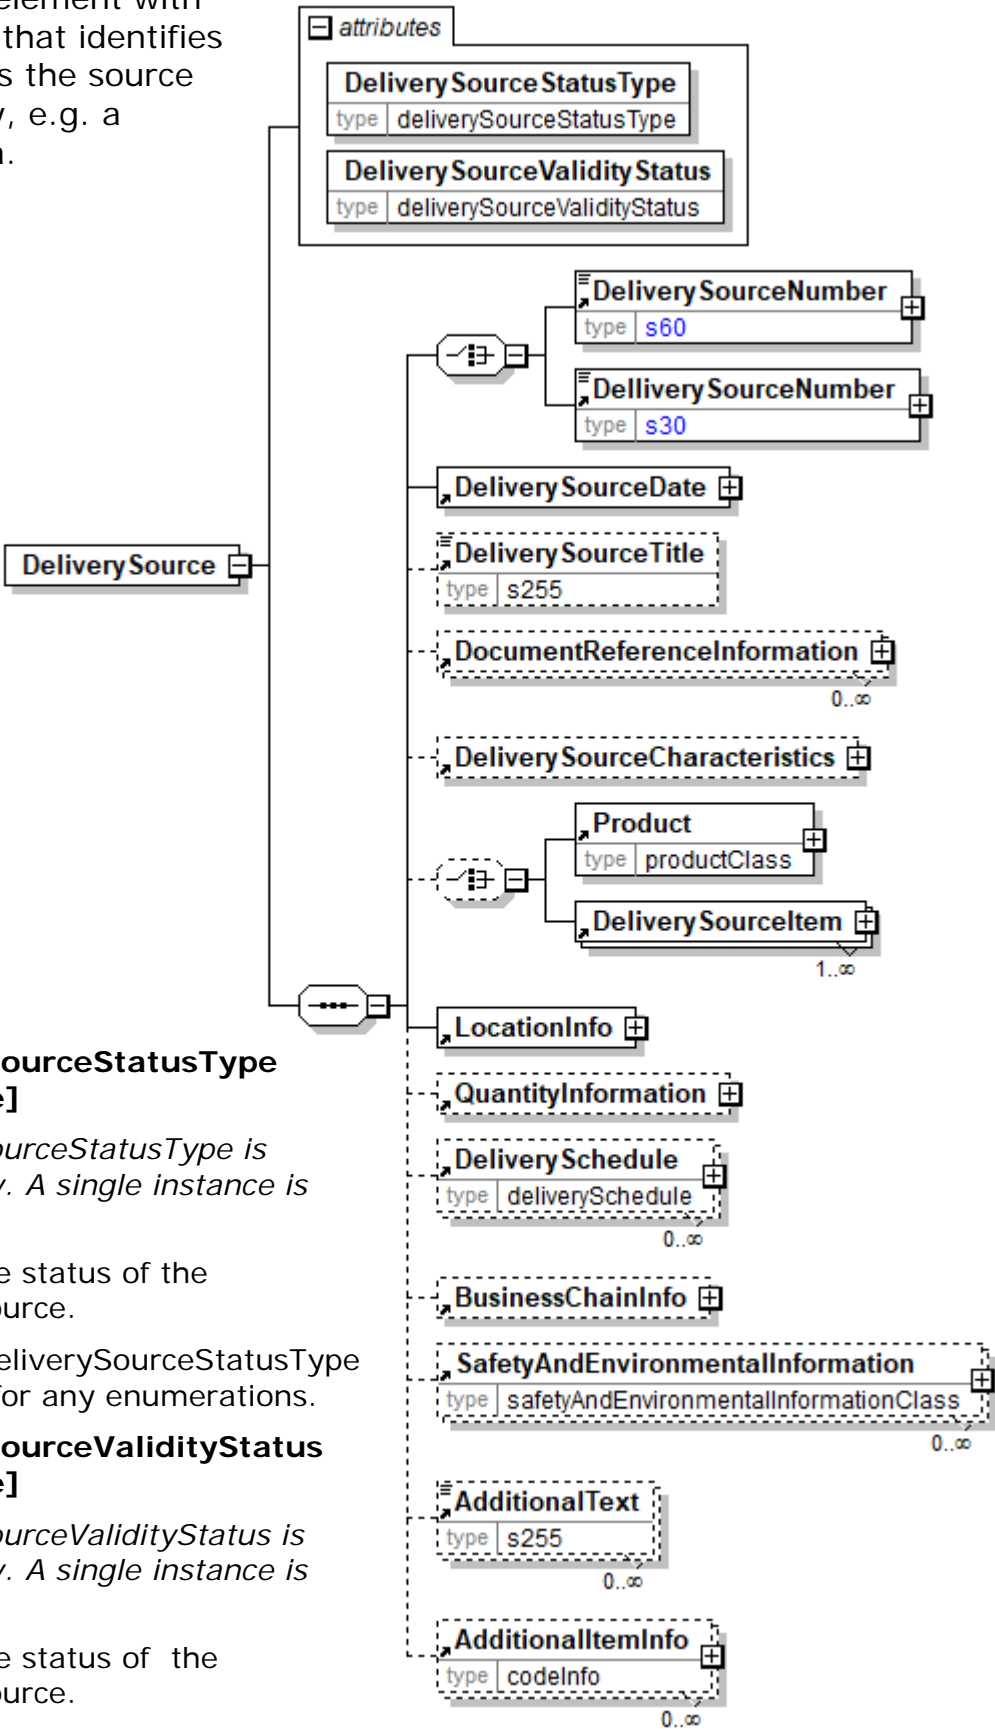 element with
that identifies
s the source
, e.g. a
.
attributes
DeliverySourceStatusType
type deliverySourceStatusType
DeliverySourceValidityStatus
type deliverySourceValidityStatus
DeliverySourceNumber
type s60
DelliverySourceNumber
type s30
DeliverySourceDate
DeliverySource
DeliverySourceTitle
type s255
DocumentReferenceInformation
0..∞
DeliverySourceCharacteristics
Product
type productClass
DeliverySourceItem
1..∞
LocationInfo
QuantityInformation
DeliverySchedule
type deliverySchedule
0..∞
BusinessChainInfo
SafetyAndEnvironmentalInformation
type safetyAndEnvironmentalInformationClass
0..∞
AdditionalText
type s255
0..∞
AdditionalItemInfo
type codeInfo
0..∞
ourceStatusType
e]
ourceStatusType is
y. A single instance is
e status of the
ource.
eliverySourceStatusType
for any enumerations.
ourceValidityStatus
e]
ourceValidityStatus is
y. A single instance is
e status of the
ource.